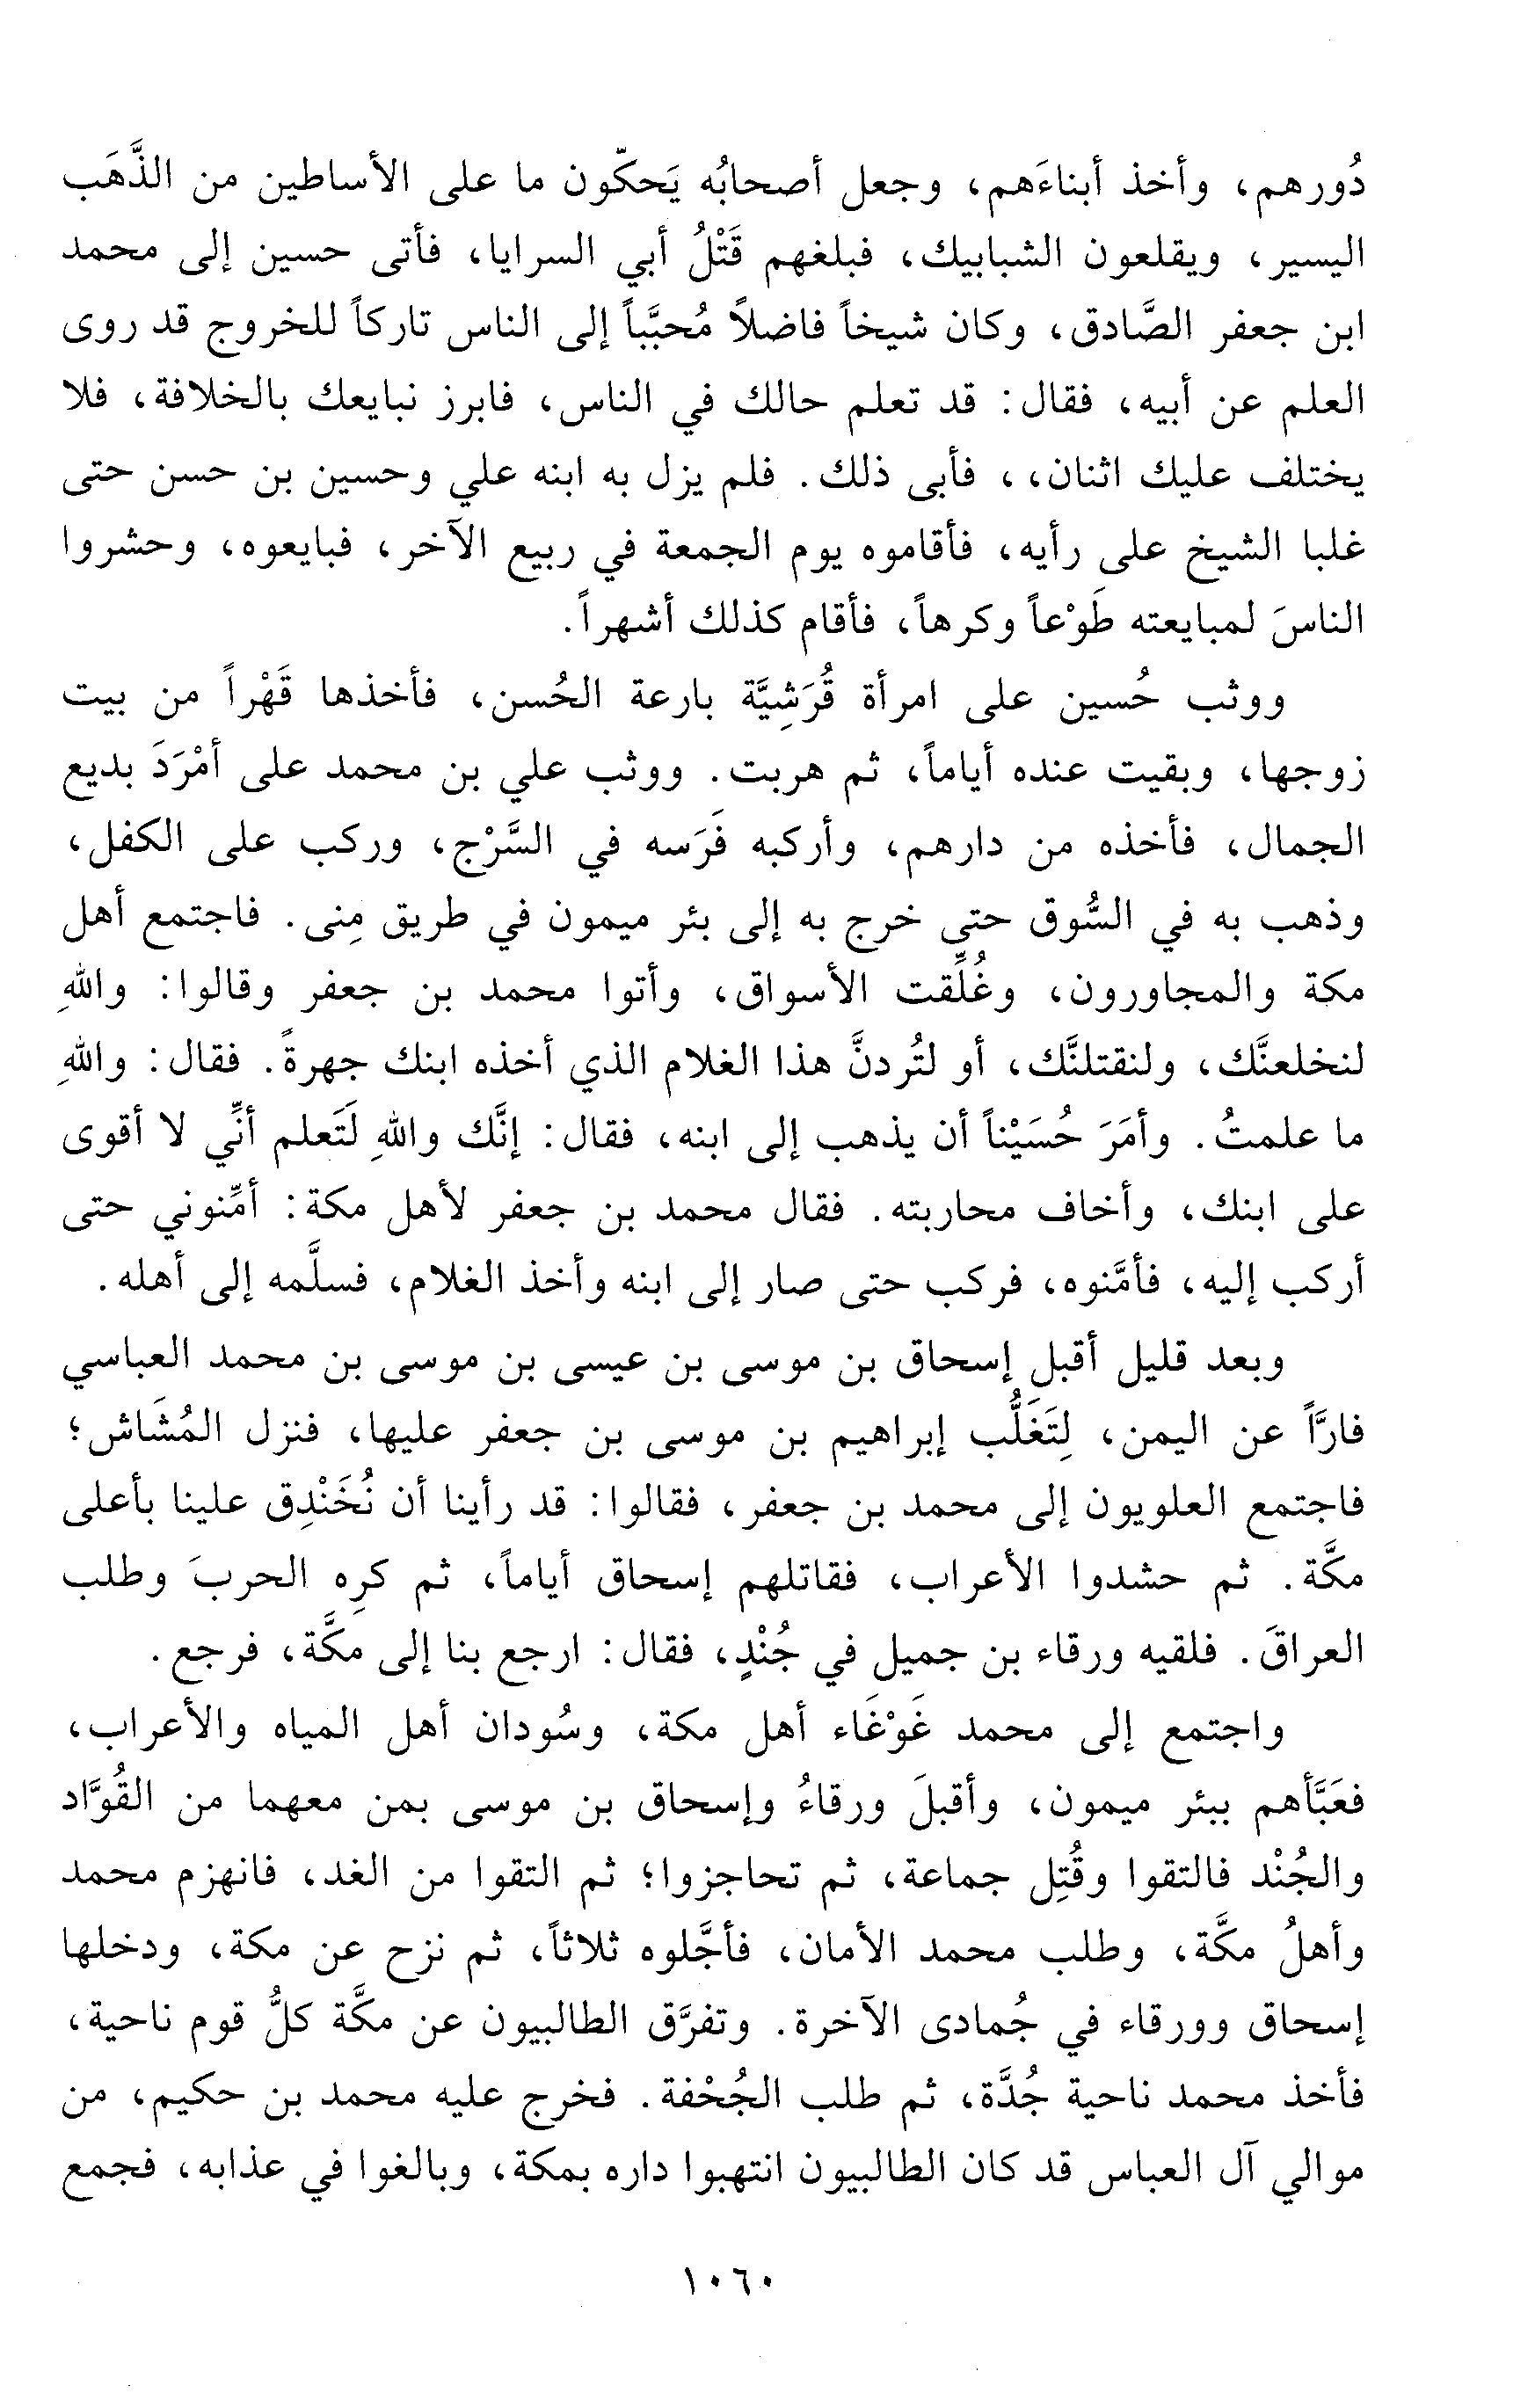 دُورهم، وأخذ أبناءَهم، وجعل أصحابُه يَحكّون ما على الأساطين من الذَّهَب
اليسير، ويقلعون الشبابيك، فبلغهم قَتْلُ أبي السرايا، فأتى حسين إلى محمد
ابن جعفر الصَّادق، وكان شيخاً فاضلاً مُحبَّباً إلى الناس تاركاً للخروج قد روى
العلم عن أبيه، فقال: قد تعلم حالك في الناس، فابرز نبايعك بالخلافة، فلا
يختلف عليك اثنان،، فأبى ذلك. فلم يزل به ابنه علي وحسين بن حسن حتى
غلبا الشيخ على رأيه، فأقاموه يوم الجمعة في ربيع الآخر، فبايعوه، وحشروا
الناسَ لمبايعته طَوْعاً وكرهاً، فأقام كذلك أشهراً.
ووثب حُسين على امرأة قُرَشِيَّة بارعة الحُسن، فأخذها قَهْراً من بيت
زوجها، وبقيت عنده أياماً، ثم هربت. ووثب علي بن محمد على أمْرَدَ بديع
الجمال، فأخذه من دارهم، وأركبه فَرَسه في السَّرْج، وركب على الكفل،
وذهب به في السُّوق حتى خرج به إلى بئر ميمون في طريق مِنى. فاجتمع أهل
مكة والمجاورون، وغُلِّقت الأسواق، وأتوا محمد بن جعفر وقالوا: واللهِ
لنخلعنَّك، ولنقتلنَّك، أو لتُردنَّ هذا الغلام الذي أخذه ابنك جهرةً. فقال: واللهِ
ما علمتُ. وأمَرَ حُسَيْناً أن يذهب إلى ابنه، فقال: إنَّك واللهِ لَتَعلم أنِّي لا أقوى
على ابنك، وأخاف محاربته. فقال محمد بن جعفر لأهل مكة: أمِّنوني حتى
أركب إليه، فأمَّنوه، فركب حتى صار إلى ابنه وأخذ الغلام، فسلَّمه إلى أهله.
وبعد قليل أقبل إسحاق بن موسى بن عيسى بن موسى بن محمد العباسي
فارَّاً عن اليمن، لِتَغَلُّب إبراهيم بن موسى بن جعفر عليها، فنزل المُشَاش؛
فاجتمع العلويون إلى محمد بن جعفر، فقالوا: قد رأينا أن نُخَنْدِق علينا بأعلى
مكَّة. ثم حشدوا الأعراب، فقاتلهم إسحاق أياماً، ثم كرِه الحربَ وطلب
العراقَ. فلقيه ورقاء بن جميل في جُنْدٍ، فقال: ارجع بنا إلى مكَّة، فرجع.
واجتمع إلى محمد غَوْغَاء أهل مكة، وسُودان أهل المياه والأعراب،
فعَبَّأهم ببئر ميمون، وأقبلَ ورقاءُ وإسحاق بن موسى بمن معهما من القُوَّاد
والجُنْد فالتقوا وقُتِل جماعة، ثم تحاجزوا؛ ثم التقوا من الغد، فانهزم محمد
وأهلُ مكَّة، وطلب محمد الأمان، فأجَّلوه ثلاثاً، ثم نزح عن مكة، ودخلها
إسحاق وورقاء في جُمادى الآخرة. وتفرَّق الطالبيون عن مكَّة كلُّ قوم ناحية،
فأخذ محمد ناحية جُدَّة، ثم طلب الجُحْفة. فخرج عليه محمد بن حكيم، من
موالي آل العباس قد كان الطالبيون انتهبوا داره بمكة، وبالغوا في عذابه، فجمع
١٠٦٠